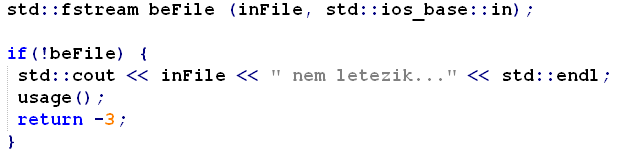 std::fstream beFile (inFile, std::ios_base::in);
if(!beFile) {
std::cout << inFile << " nem letezik..." << std::endl;
usage();
return -3;
}